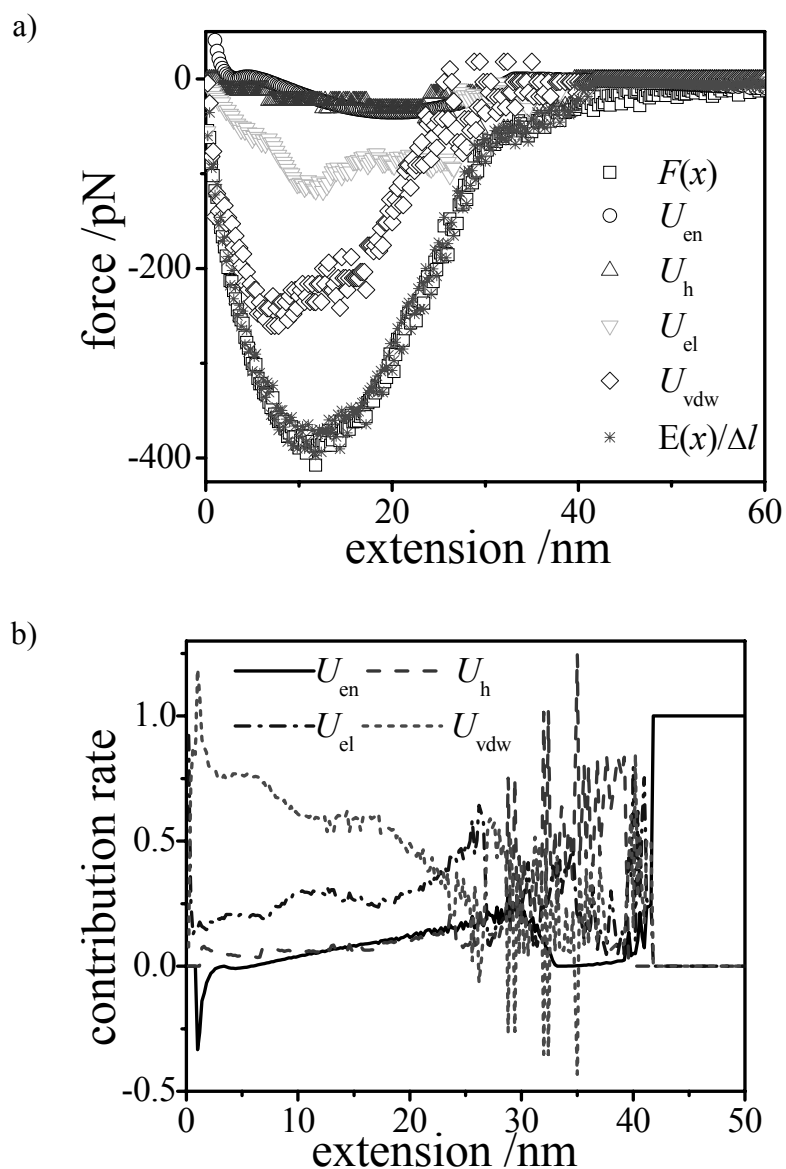 a)
0
-200
-400
force /pN
F(x)
U_en
U_h
U_el
U_vdw
E(x)/Δl
0 20 40 60
extension /nm
b)
U_en U_h
U_el U_vdw
1.0
0.5
0.0
-0.5
contribution rate
0 10 20 30 40 50
extension /nm